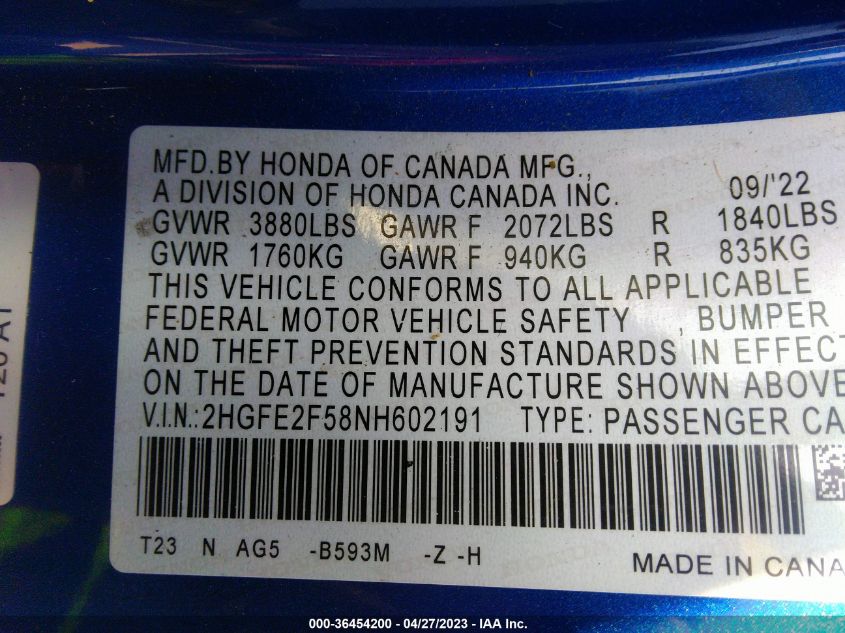 MFD.BY HONDA OF CANADA MFG.,
A DIVISION OF HONDA CANADA INC. 09/'22
GVWR 3880LBS GAWR F 2072LBS R 1840LBS
GVWR 1760KG GAWR F 940KG R 835KG
THIS VEHICLE CONFORMS TO ALL APPLICABLE
FEDERAL MOTOR VEHICLE SAFETY , BUMPER
AND THEFT PREVENTION STANDARDS IN EFFECT
ON THE DATE OF MANUFACTURE SHOWN ABOVE
V.I.N.:2HGFE2F58NH602191 TYPE: PASSENGER CA
T23 N AG5 -B593M -Z -H
MADE IN CANA
000-36454200 - 04/27/2023 - IAA Inc.